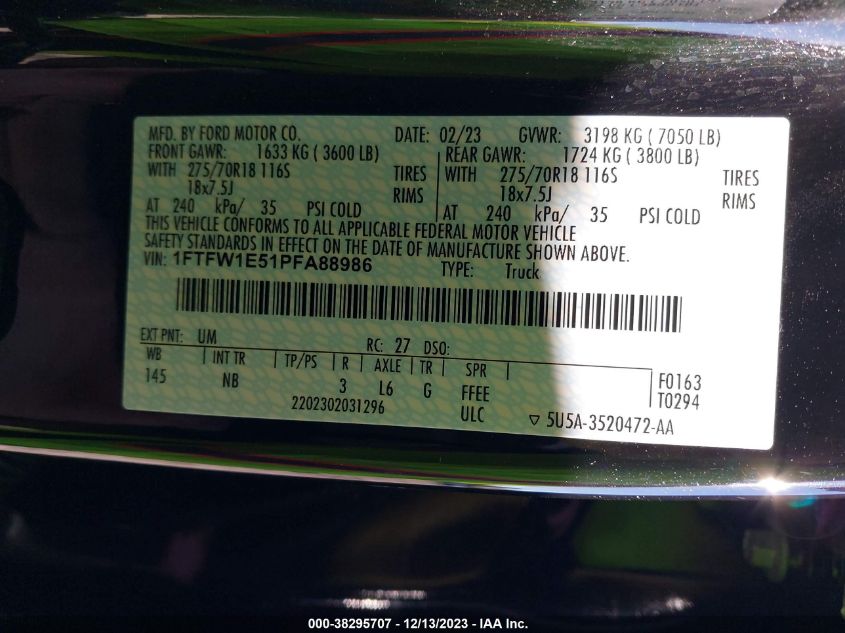 MFD. BY FORD MOTOR CO. DATE: 02/23 GVWR: 3198 KG ( 7050 LB)
FRONT GAWR: 1633 KG ( 3600 LB) REAR GAWR: 1724 KG ( 3800 LB)
WITH 275/70R18 116S TIRES WITH 275/70R18 116S TIRES
18x7.5J RIMS 18x7.5J RIMS
AT 240 kPa/ 35 PSI COLD AT 240 kPa/ 35 PSI COLD
THIS VEHICLE CONFORMS TO ALL APPLICABLE FEDERAL MOTOR VEHICLE
SAFETY STANDARDS IN EFFECT ON THE DATE OF MANUFACTURE SHOWN ABOVE.
VIN: 1FTFW1E51PFA88986 TYPE: Truck
EXT PNT: UM RC: 27 DSO:
WB INT TR TP/PS R AXLE TR SPR
145 NB 3 L6 G FFEE F0163
2202302031296 ULC T0294
▽ 5U5A-3520472-AA
000-38295707 - 12/13/2023 - IAA Inc.